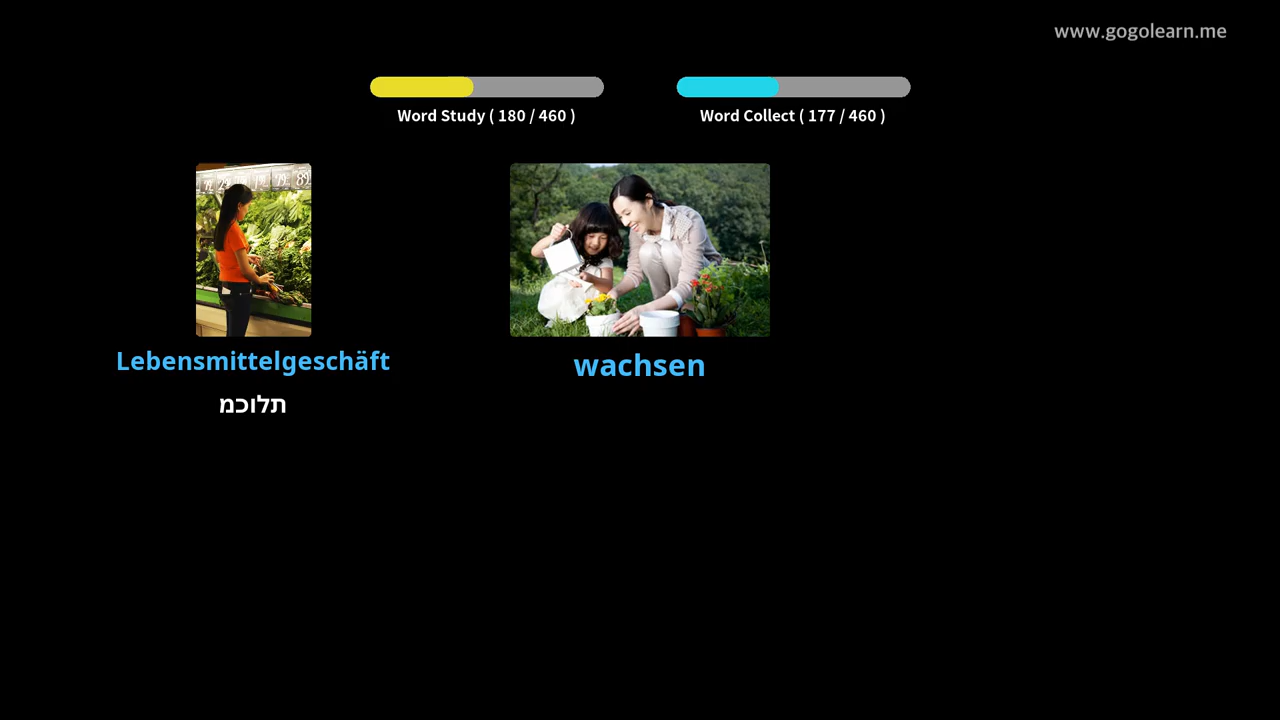 www.gogolearn.me
Word Study ( 180 / 460 )
Word Collect ( 177 / 460 )
Lebensmittelgeschäft
תלוכמ
wachsen